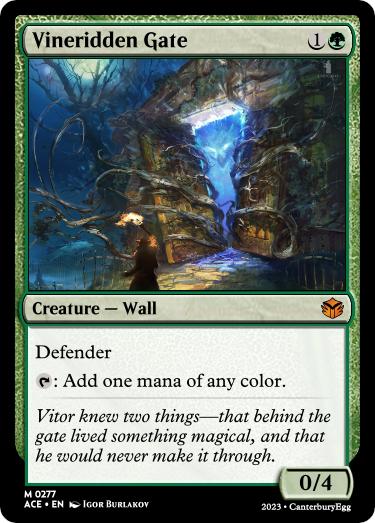 Vineridden Gate 1
Creature — Wall
Defender
: Add one mana of any color.
Vitor knew two things—that behind the
gate lived something magical, and that
he would never make it through.
0/4
M 0277
ACE • EN Igor Burlakov
2023 • CanterburyEgg